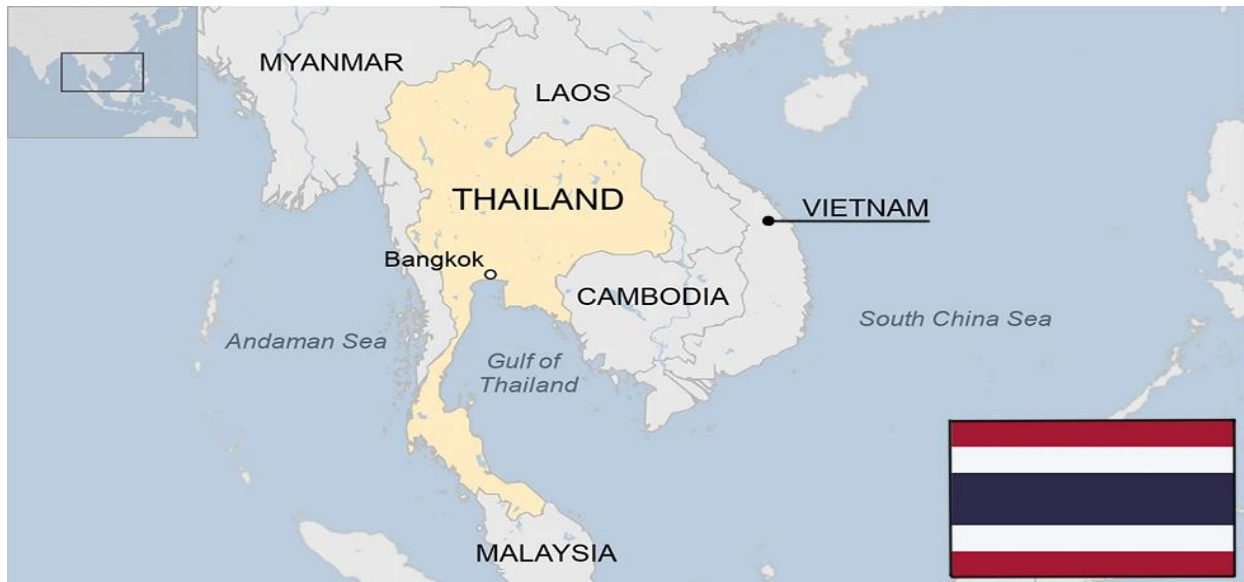 MYANMAR
LAOS
THAILAND
VIETNAM
Bangkok
CAMBODIA
South China Sea
Andaman Sea
Gulf of
Thailand
MALAYSIA